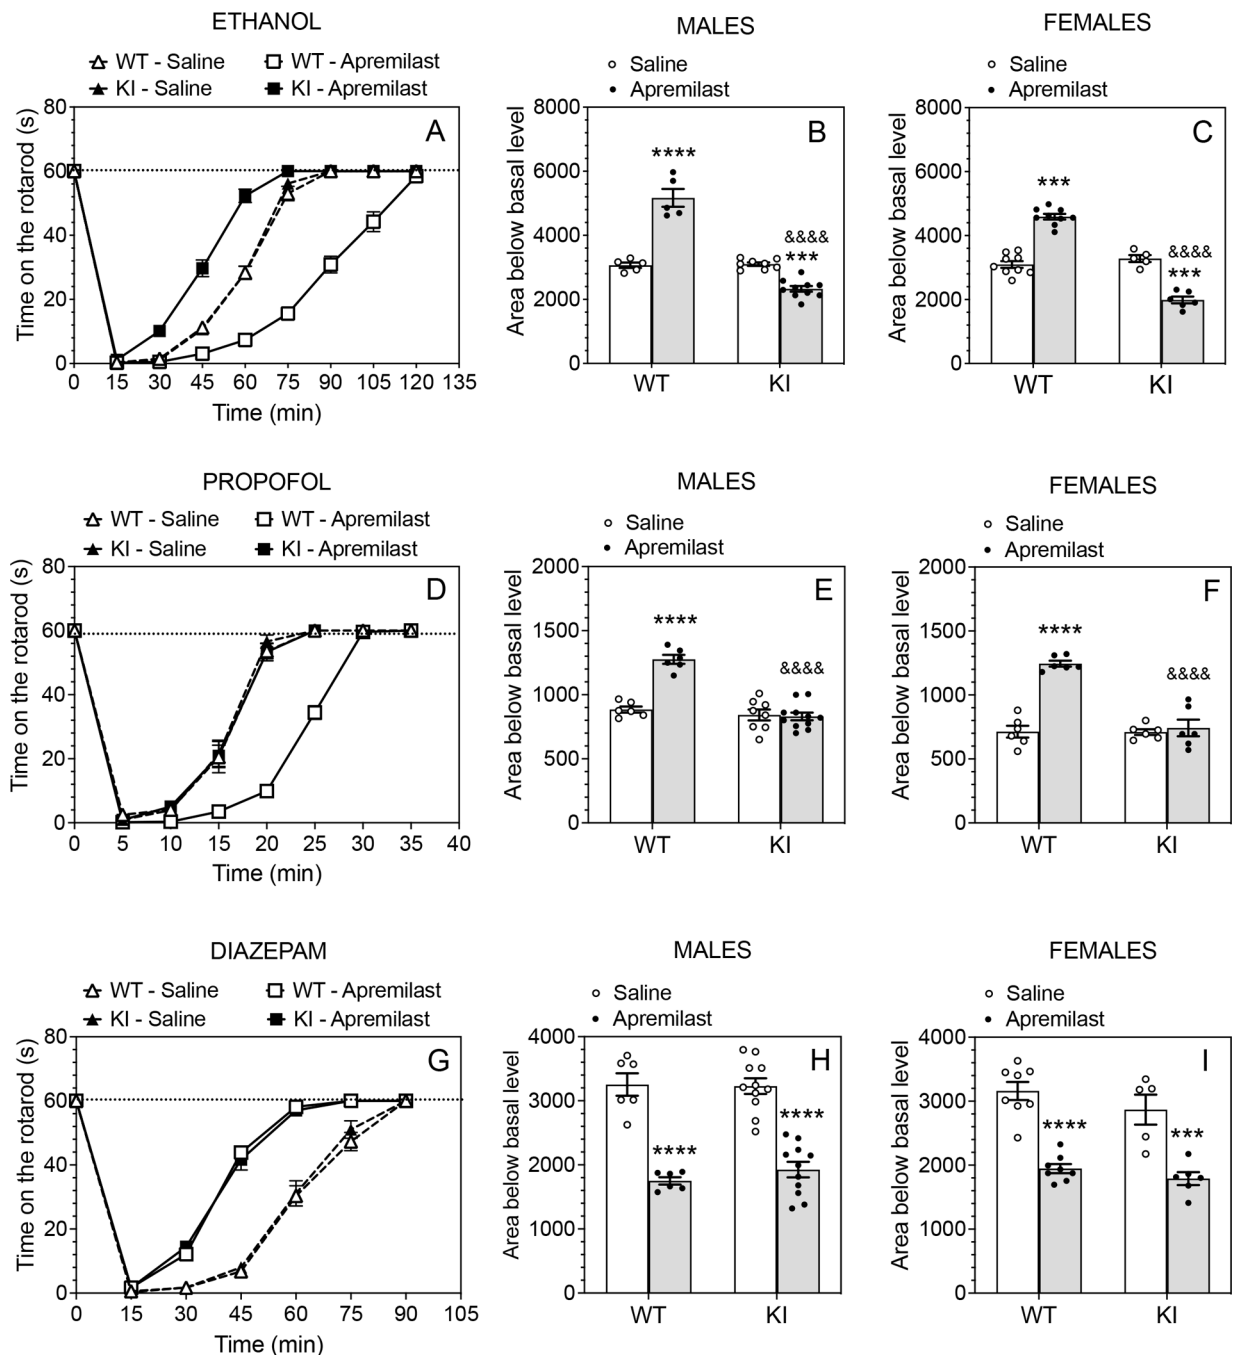 ETHANOL
WT - Saline
WT - Apremilast
KI - Saline
KI - Apremilast
A
Time on the rotarod (s)
80
60
40
20
0
0 15 30 45 60 75 90 105 120 135
Time (min)
MALES
Saline
Apremilast
B
Area below basal level
8000
6000
4000
2000
0
****
&&&&
***
WT KI
FEMALES
Saline
Apremilast
C
Area below basal level
8000
6000
4000
2000
0
***
&&&&
***
WT KI
PROPOFOL
WT - Saline
WT - Apremilast
KI - Saline
KI - Apremilast
D
Time on the rotarod (s)
80
60
40
20
0
0 5 10 15 20 25 30 35 40
Time (min)
MALES
Saline
Apremilast
E
Area below basal level
2000
1500
1000
500
0
****
&&&&
WT KI
FEMALES
Saline
Apremilast
F
Area below basal level
2000
1500
1000
500
0
****
&&&&
WT KI
DIAZEPAM
WT - Saline
WT - Apremilast
KI - Saline
KI - Apremilast
G
Time on the rotarod (s)
80
60
40
20
0
0 15 30 45 60 75 90 105
Time (min)
MALES
Saline
Apremilast
H
Area below basal level
4000
3000
2000
1000
0
****
****
WT KI
FEMALES
Saline
Apremilast
I
Area below basal level
4000
3000
2000
1000
0
****
***
WT KI